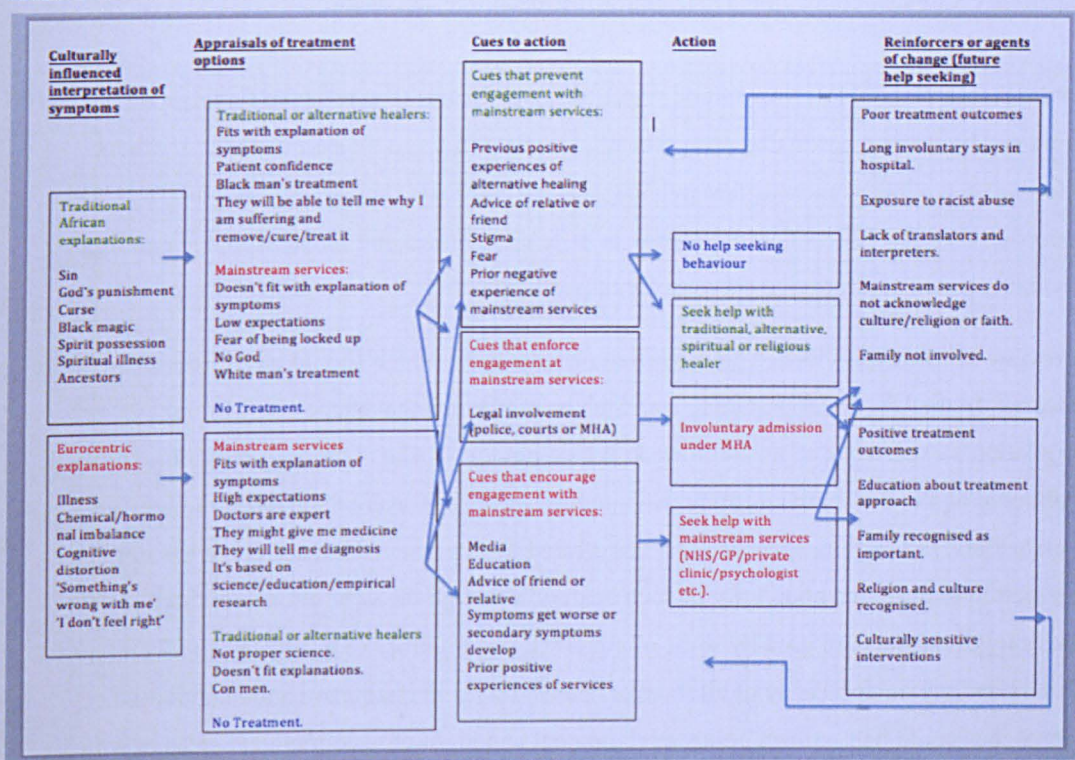 Culturally
influenced
interpretation of
symptoms
Traditional
African
explanations:
Sin
God's punishment
Curse
Black magic
Spirit possession
Spiritual illness
Ancestors
Eurocentric
explanations:
Illness
Chemical/hormo
nal imbalance
Cognitive
distortion
'Something's
wrong with me'
'I don't feel right'
Appraisals of treatment
options
Traditional or alternative healers:
Fits with explanation of
symptoms
Patient confidence
Black man's treatment
They will be able to tell me why I
am suffering and
remove/cure/treat it
Mainstream services:
Doesn't fit with explanation of
symptoms
Low expectations
Fear of being locked up
No God
White man's treatment
No Treatment.
Mainstream services
Fits with explanation of
symptoms
High expectations
Doctors are expert
They might give me medicine
They will tell me diagnosis
It's based on
science/education/empirical
research
Traditional or alternative healers
Not proper science.
Doesn't fit explanations.
Con men.
No Treatment.
Cues to action
Cues that prevent
engagement with
mainstream services:
Previous positive
experiences of
alternative healing
Advice of relative or
friend
Stigma
Fear
Prior negative
experience of
mainstream services
Cues that enforce
engagement at
mainstream services:
Legal involvement
(police, courts or MHA)
Cues that encourage
engagement with
mainstream services:
Media
Education
Advice of friend or
relative
Symptoms get worse or
secondary symptoms
develop
Prior positive
experiences of services
Action
No help seeking
behaviour
Seek help with
traditional, alternative,
spiritual or religious
healer
Involuntary admission
under MHA
Seek help with
mainstream services
(NHS/GP/private
clinic/psychologist
etc.).
Reinforcers or agents
of change (future
help seeking)
Poor treatment outcomes
Long involuntary stays in
hospital.
Exposure to racist abuse
Lack of translators and
interpreters.
Mainstream services do
not acknowledge
culture/religion or faith.
Family not involved.
Positive treatment
outcomes
Education about treatment
approach
Family recognised as
important.
Religion and culture
recognised.
Culturally sensitive
interventions